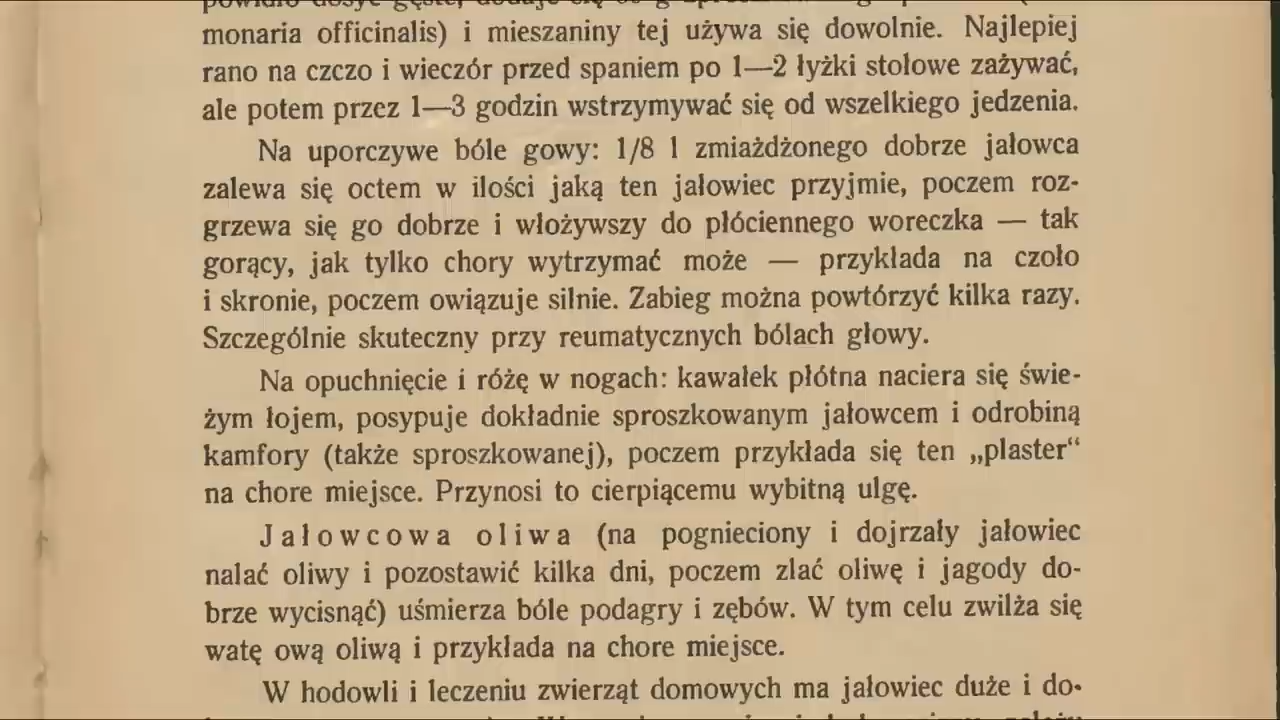 monaria officinalis) i mieszaniny tej używa się dowolnie. Najlepiej
rano na czczo i wieczór przed spaniem po 1—2 łyżki stołowe zażywać,
ale potem przez 1—3 godzin wstrzymywać się od wszelkiego jedzenia.
Na uporczywe bóle gowy: 1/8 l zmiażdżonego dobrze jałowca
zalewa się octem w ilości jaką ten jałowiec przyjmie, poczem roz-
grzewa się go dobrze i włożywszy do płóciennego woreczka — tak
gorący, jak tylko chory wytrzymać może — przykłada na czoło
i skronie, poczem owiązuje silnie. Zabieg można powtórzyć kilka razy.
Szczególnie skuteczny przy reumatycznych bólach głowy.
Na opuchnięcie i różę w nogach: kawałek płótna naciera się świe-
żym łojem, posypuje dokładnie sproszkowanym jałowcem i odrobiną
kamfory (także sproszkowanej), poczem przykłada się ten „plaster“
na chore miejsce. Przynosi to cierpiącemu wybitną ulgę.
Jałowcowa oliwa (na pognieciony i dojrzały jałowiec
nalać oliwy i pozostawić kilka dni, poczem zlać oliwę i jagody do-
brze wycisnąć) uśmierza bóle podagry i zębów. W tym celu zwilża się
watę ową oliwą i przykłada na chore miejsce.
W hodowli i leczeniu zwierząt domowych ma jałowiec duże i do-